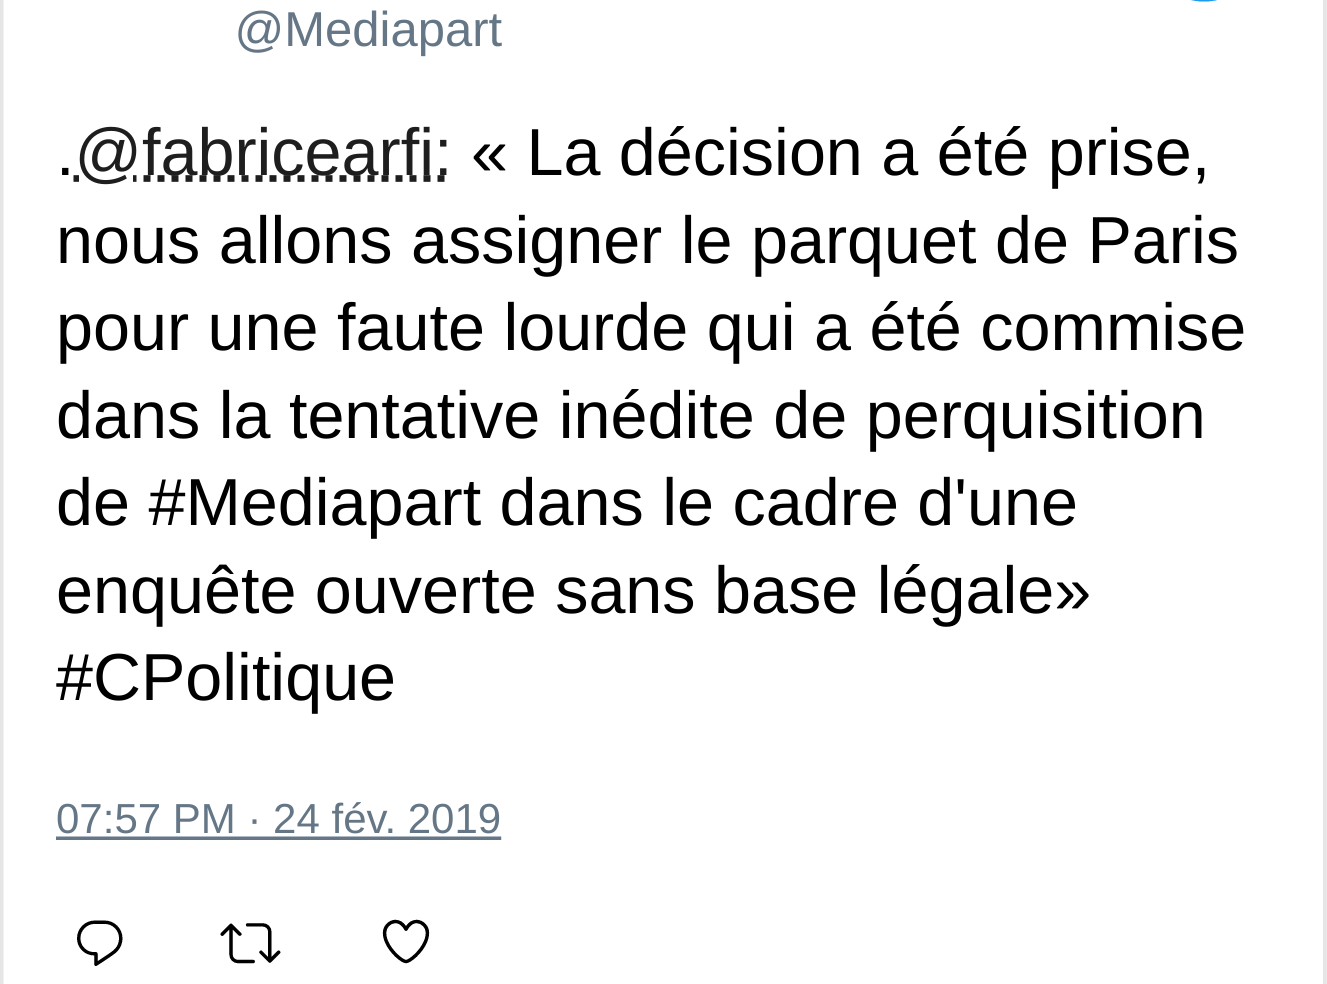 @Mediapart
.@fabricearfi: « La décision a été prise,
nous allons assigner le parquet de Paris
pour une faute lourde qui a été commise
dans la tentative inédite de perquisition
de #Mediapart dans le cadre d'une
enquête ouverte sans base légale»
#CPolitique
07:57 PM · 24 fév. 2019